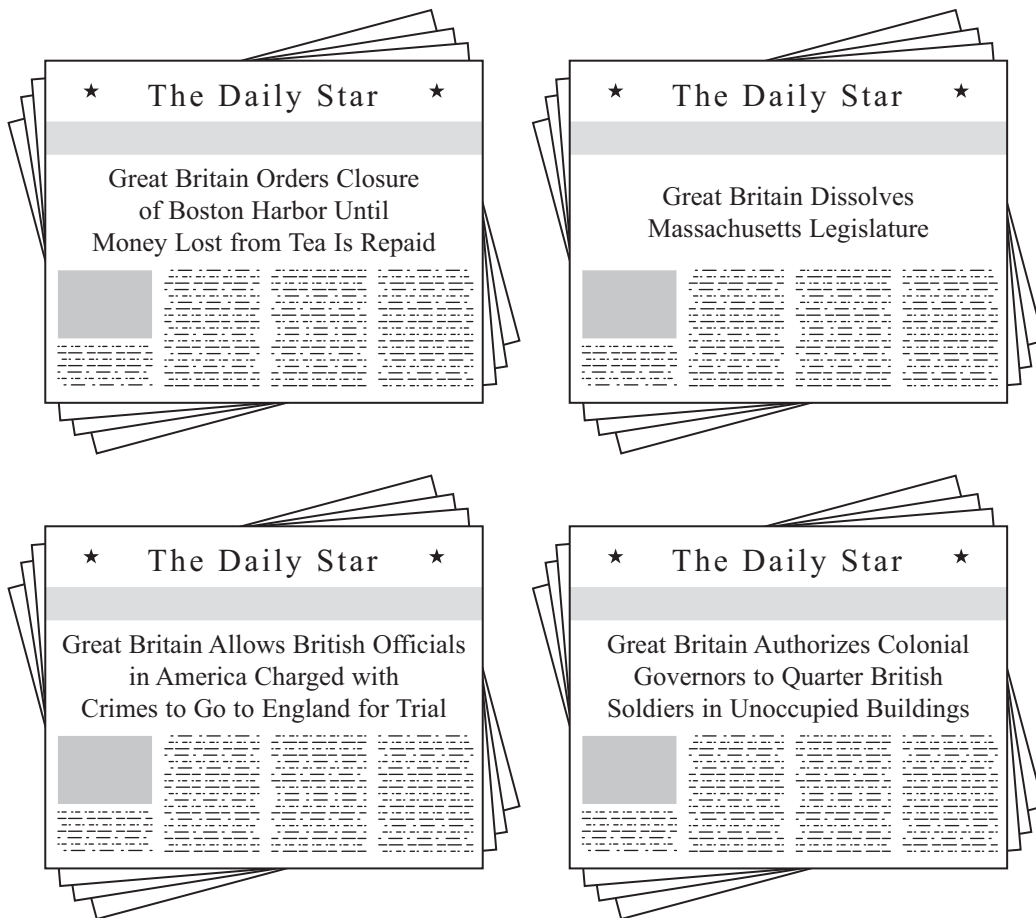 The Daily Star
Great Britain Orders Closure
of Boston Harbor Until
Money Lost from Tea Is Repaid
The Daily Star
Great Britain Dissolves
Massachusetts Legislature
The Daily Star
Great Britain Allows British Officials
in America Charged with
Crimes to Go to England for Trial
The Daily Star
Great Britain Authorizes Colonial
Governors to Quarter British
Soldiers in Unoccupied Buildings